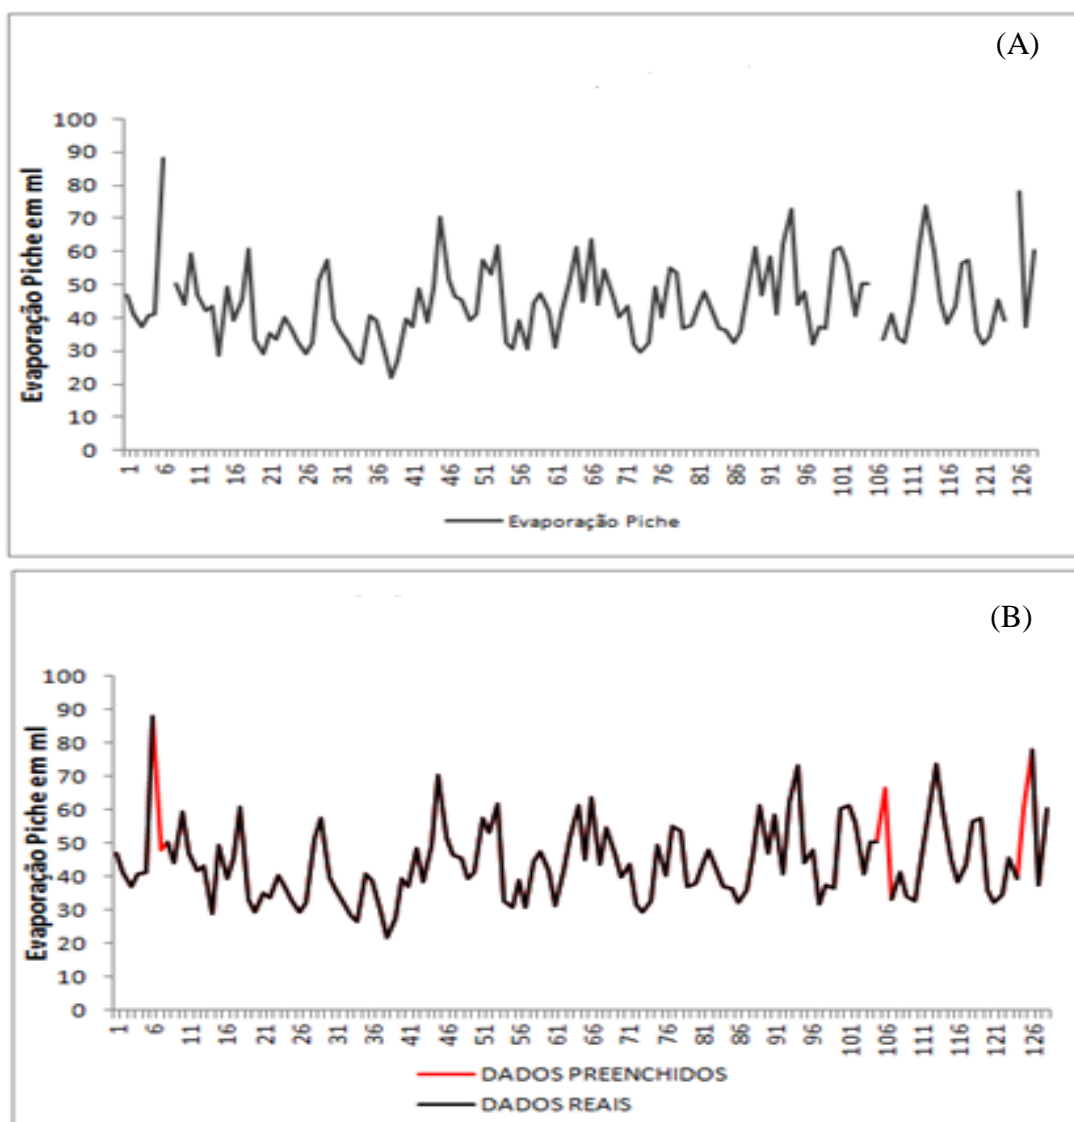 (A)
Evaporação Piche em ml
100
90
80
70
60
50
40
30
20
10
0
1 6 11 16 21 26 31 36 41 46 51 56 61 66 71 76 81 86 91 96 101 106 111 116 121 126
Evaporação Piche
(B)
Evaporação Piche em ml
100
90
80
70
60
50
40
30
20
10
0
1 6 11 16 21 26 31 36 41 46 51 56 61 66 71 76 81 86 91 96 101 106 111 116 121 126
DADOS PREENCHIDOS
DADOS REAIS